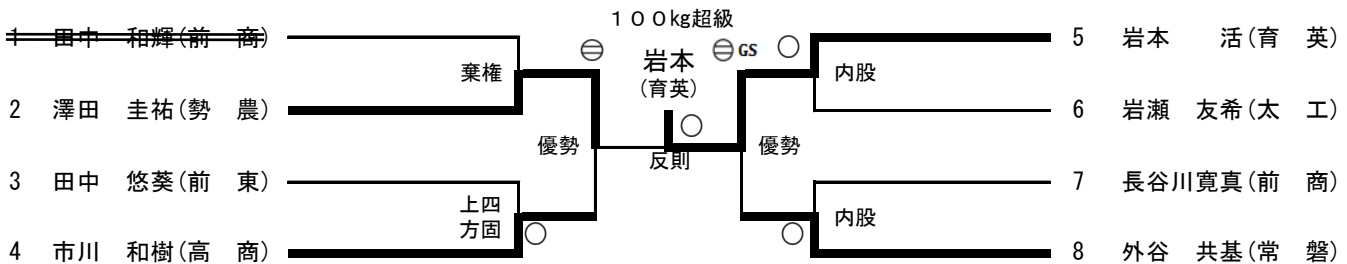 １００kg超級
1 田中 和輝(前 商)
棄権
2 澤田 圭祐(勢 農)
優勢
3 田中 悠葵(前 東)
上四
方固
4 市川 和樹(高 商)
岩本
(育英)
反則
GS
5 岩本 活(育 英)
内股
6 岩瀬 友希(太 工)
優勢
7 長谷川寛真(前 商)
内股
8 外谷 共基(常 磐)